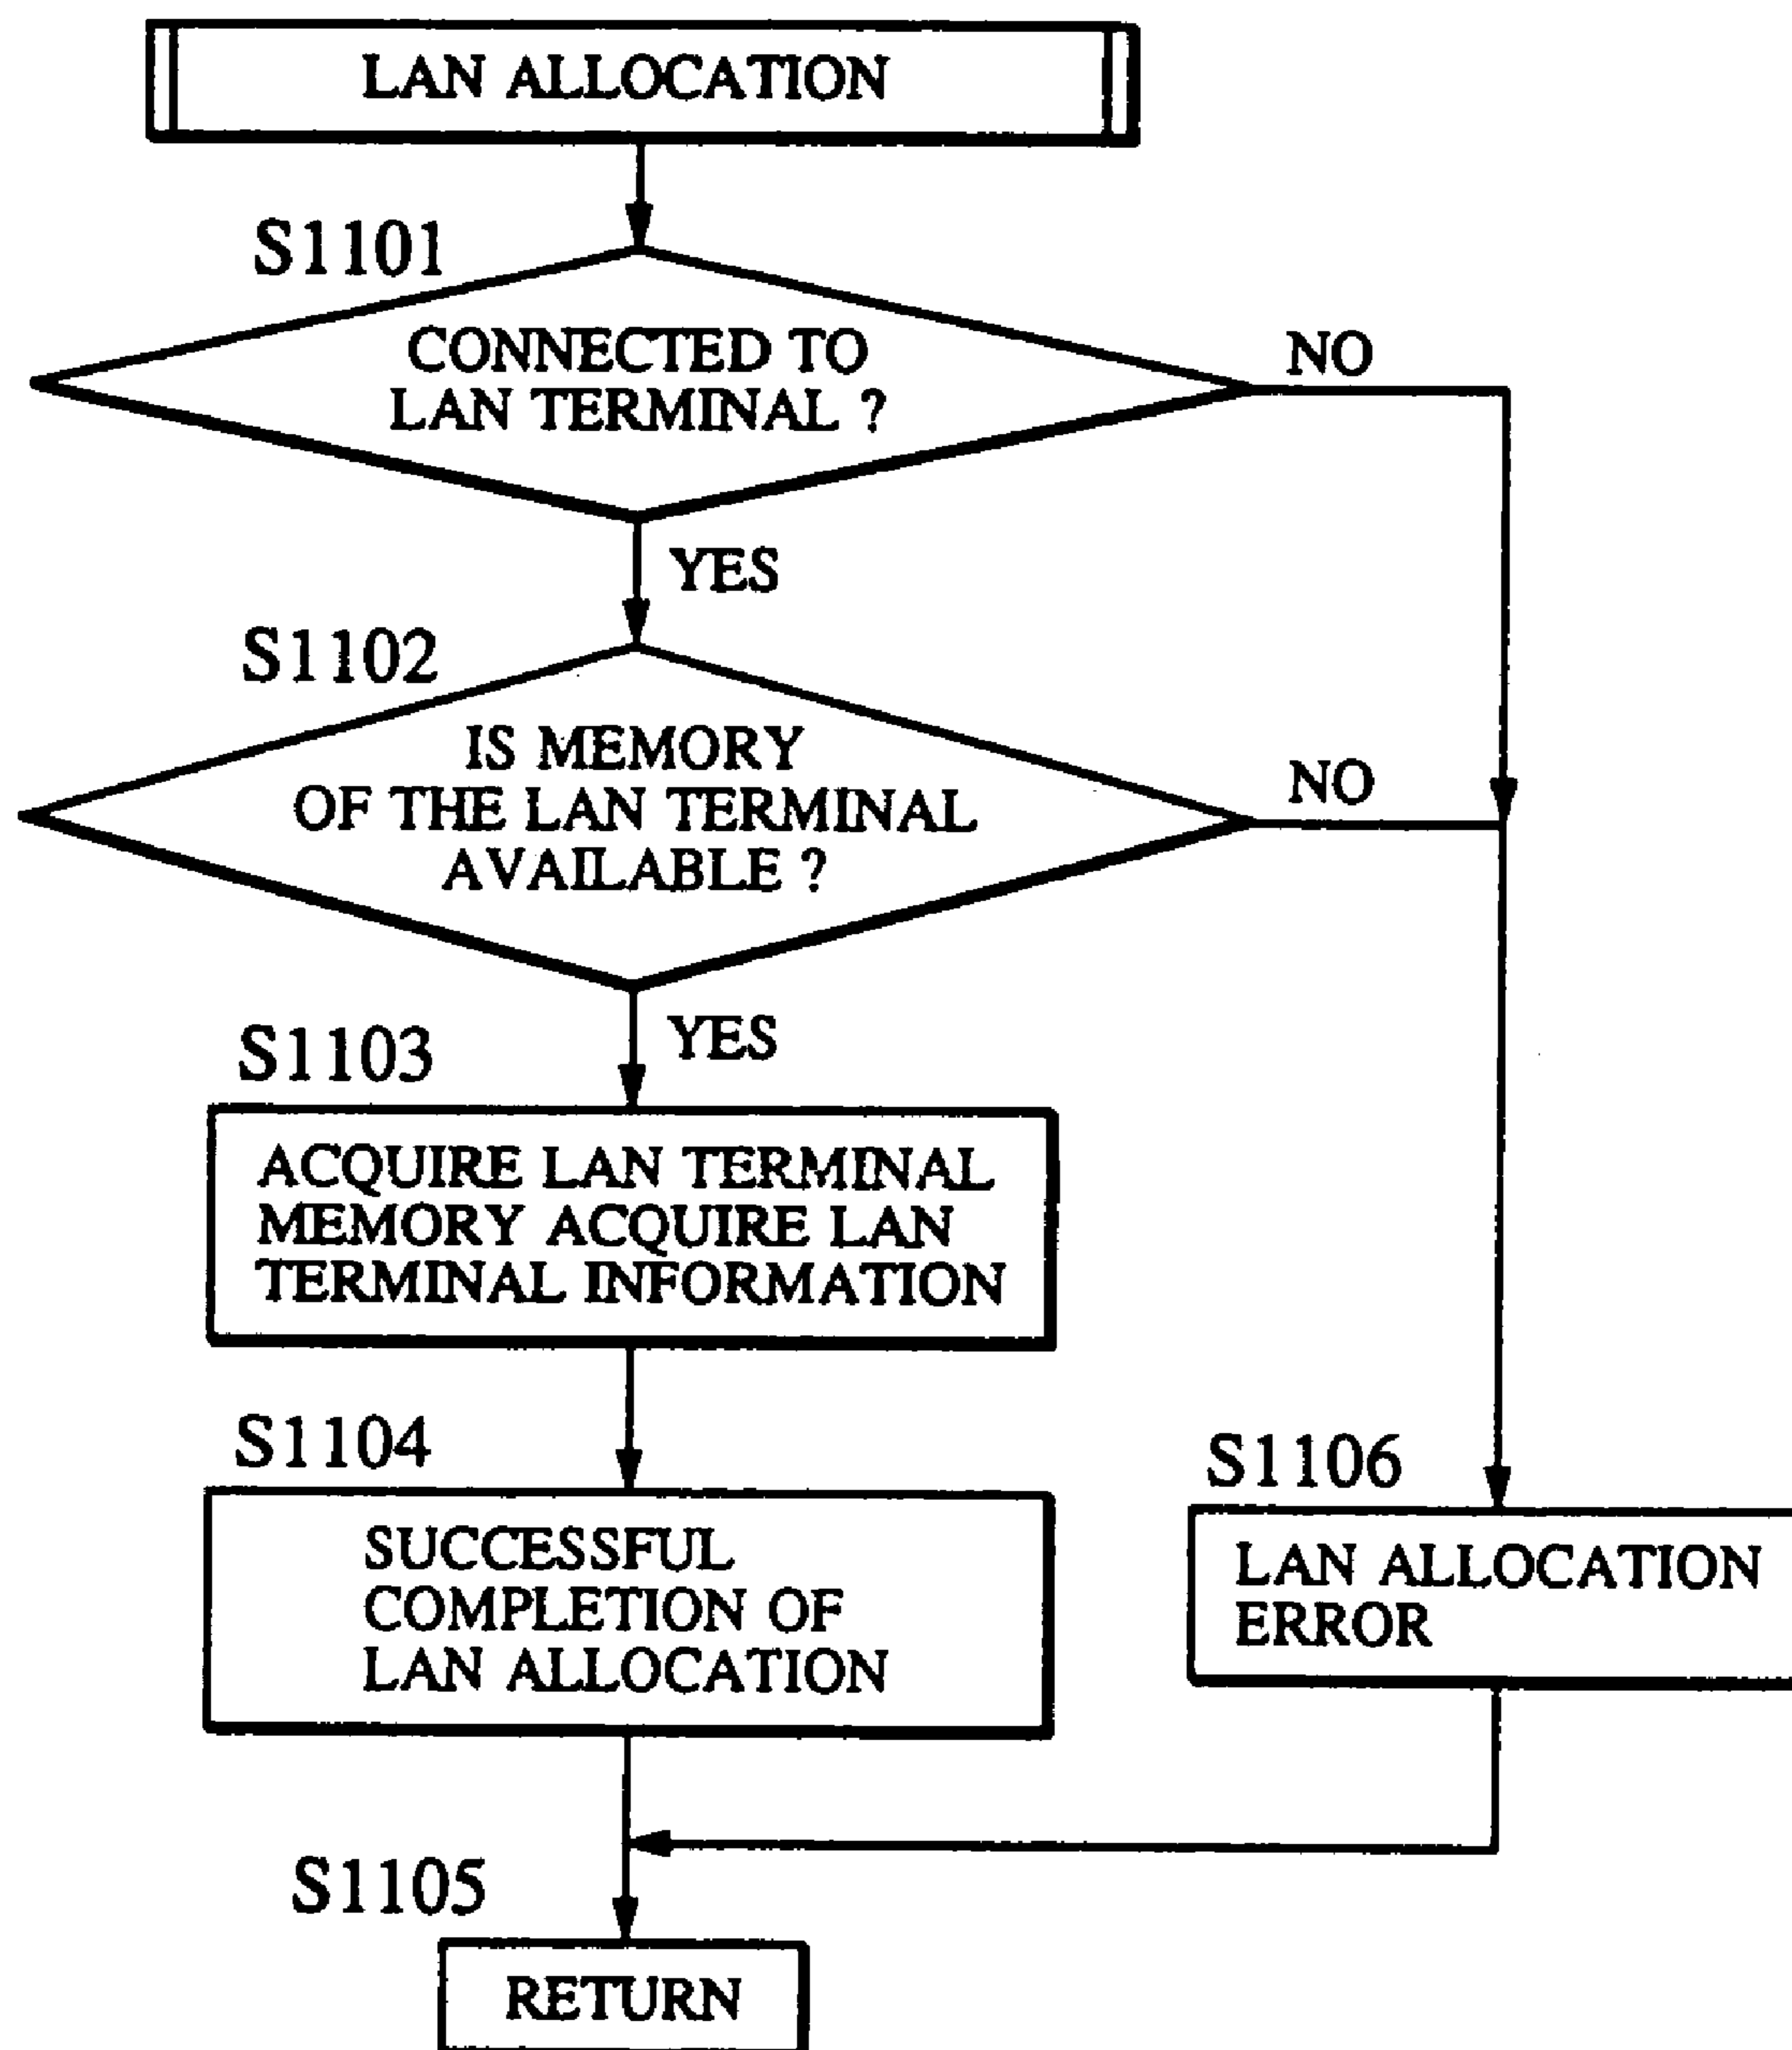 LAN ALLOCATION
S1101
CONNECTED TO
LAN TERMINAL ?
NO
YES
S1102
IS MEMORY
OF THE LAN TERMINAL
AVAILABLE ?
NO
YES
S1103
ACQUIRE LAN TERMINAL
MEMORY ACQUIRE LAN
TERMINAL INFORMATION
S1104
SUCCESSFUL
COMPLETION OF
LAN ALLOCATION
S1106
LAN ALLOCATION
ERROR
S1105
RETURN